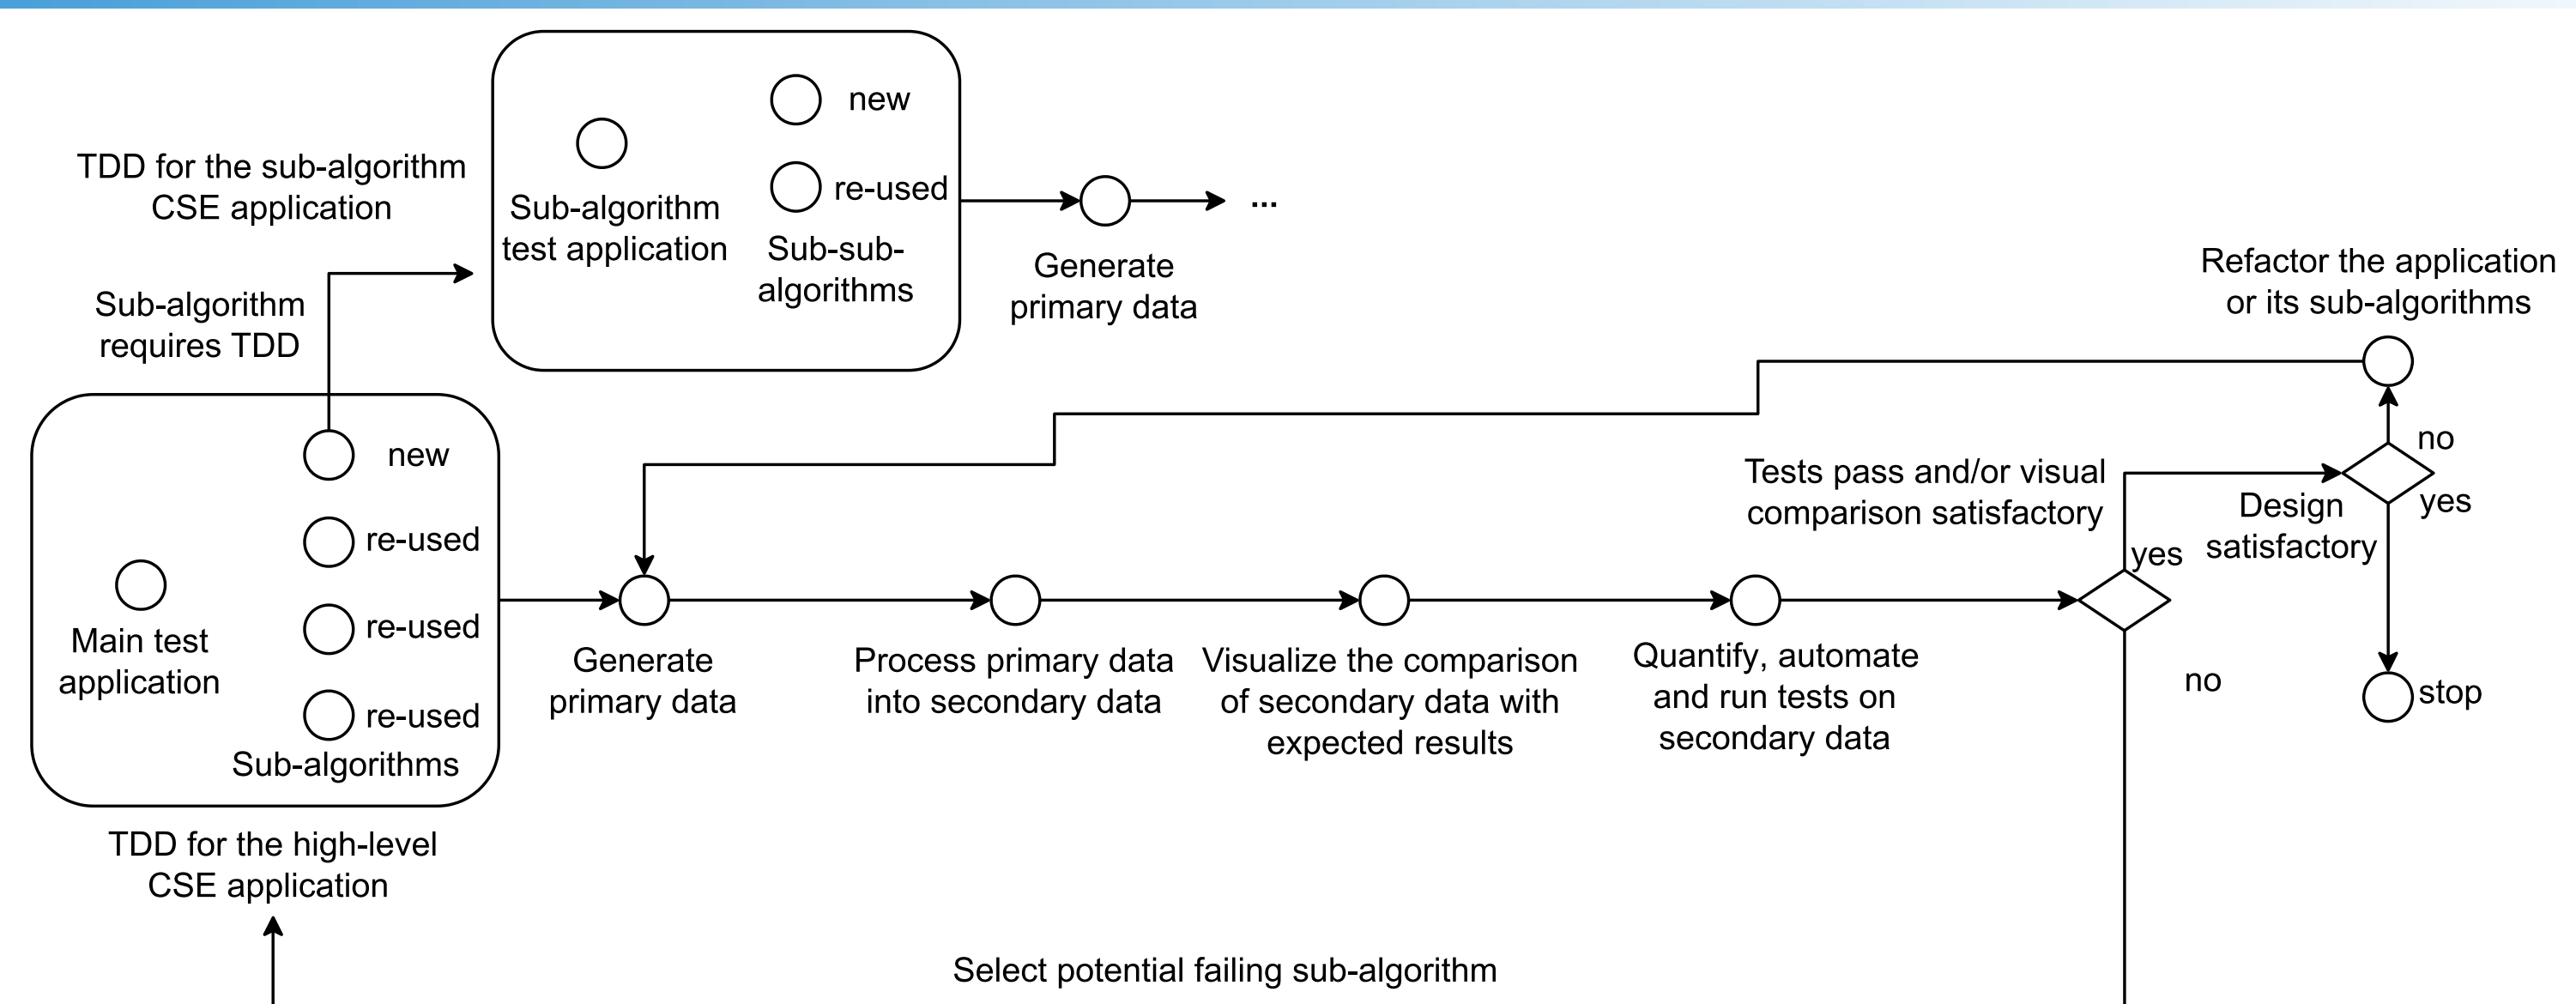 new
re-used
Sub-algorithm
test application
Sub-sub-
algorithms
TDD for the sub-algorithm
CSE application
Sub-algorithm
requires TDD
Generate
primary data
...
Refactor the application
or its sub-algorithms
new
re-used
re-used
re-used
Main test
application
Sub-algorithms
TDD for the high-level
CSE application
Generate
primary data
Process primary data
into secondary data
Visualize the comparison
of secondary data with
expected results
Quantify, automate
and run tests on
secondary data
Tests pass and/or visual
comparison satisfactory
yes
no
Design
satisfactory
no
yes
stop
Select potential failing sub-algorithm